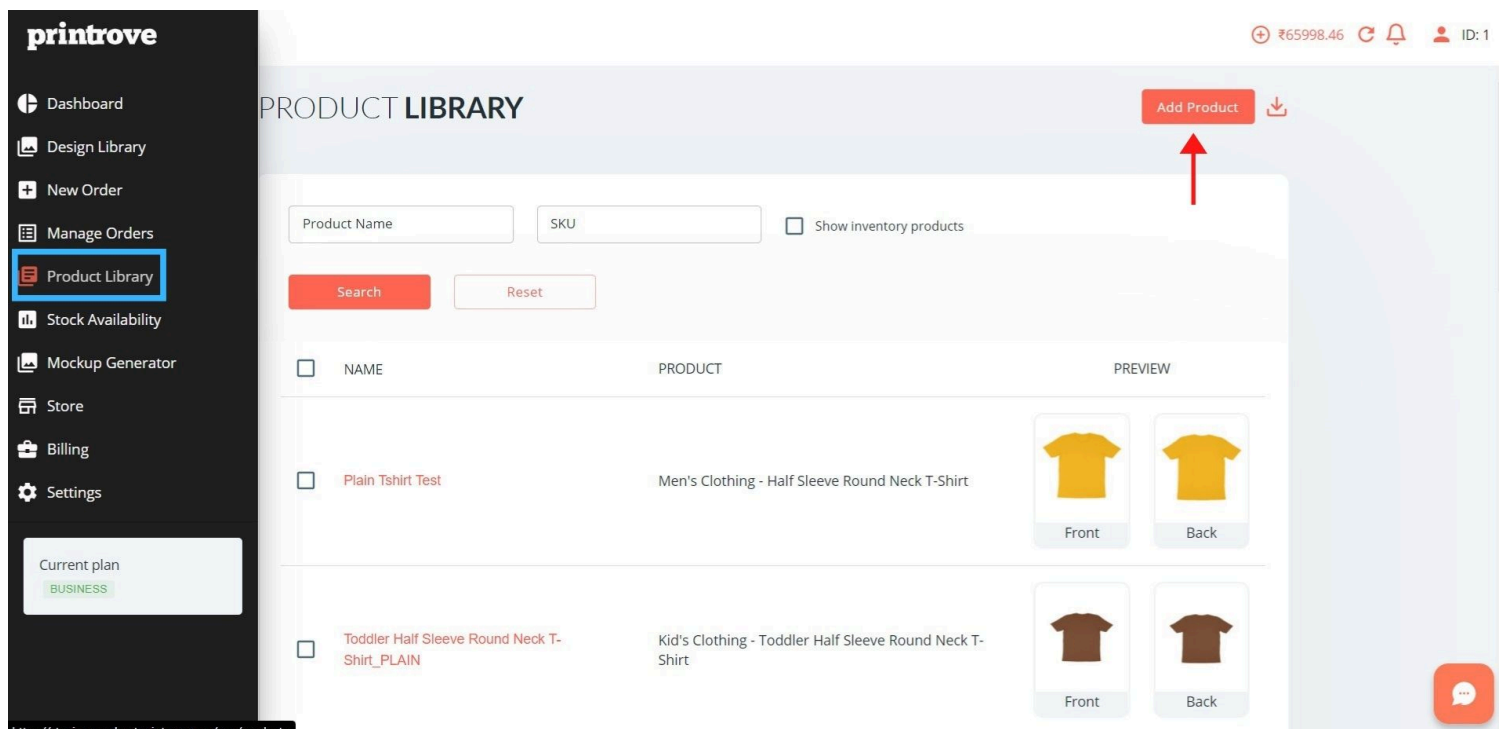 printrove
₹65998.46
ID: 1
Dashboard
Design Library
New Order
Manage Orders
Product Library
Stock Availability
Mockup Generator
Store
Billing
Settings
Current plan
BUSINESS
PRODUCT LIBRARY
Add Product
Product Name
SKU
Show inventory products
Search
Reset
NAME
PRODUCT
PREVIEW
Plain Tshirt Test
Men's Clothing - Half Sleeve Round Neck T-Shirt
Front
Back
Toddler Half Sleeve Round Neck T-
Shirt_PLAIN
Kid's Clothing - Toddler Half Sleeve Round Neck T-
Shirt
Front
Back